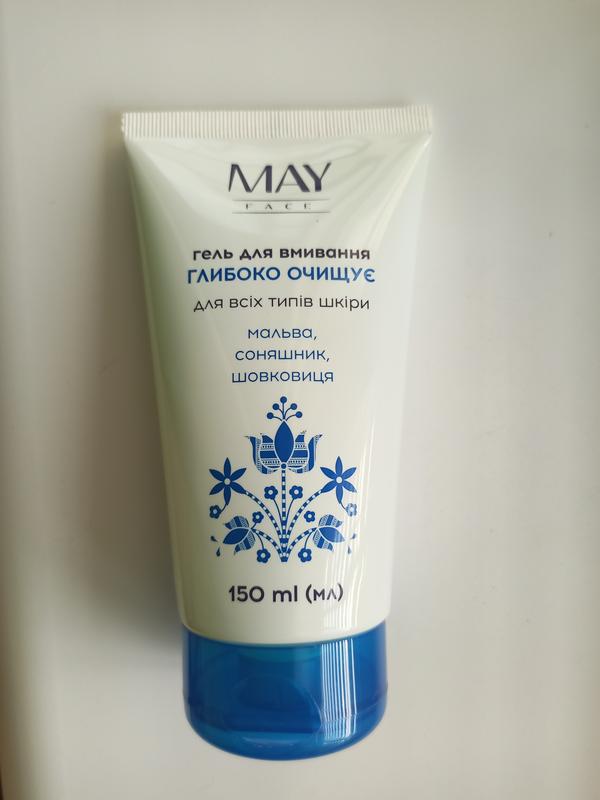 MAY
FACE
гель для вмивання
ГЛИБОКО ОЧИЩУЄ
для всіх типів шкіри
мальва,
соняшник,
шовковиця
150 ml (мл)